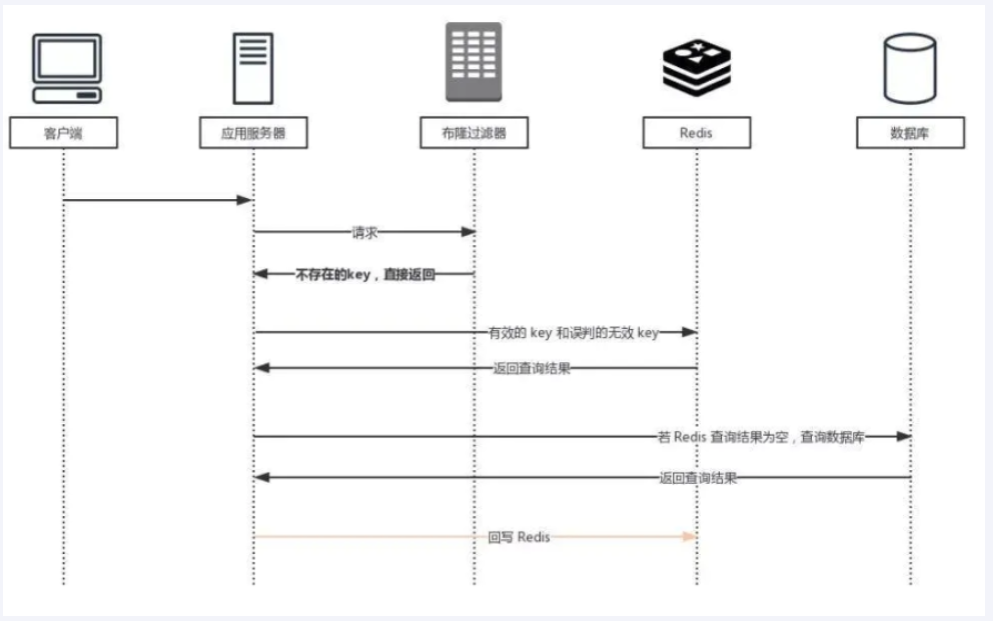 客户端
应用服务器
布隆过滤器
Redis
数据库
请求
不存在的key，直接返回
有效的 key 和误判的无效 key
返回查询结果
若 Redis 查询结果为空，查询数据库
返回查询结果
回写 Redis